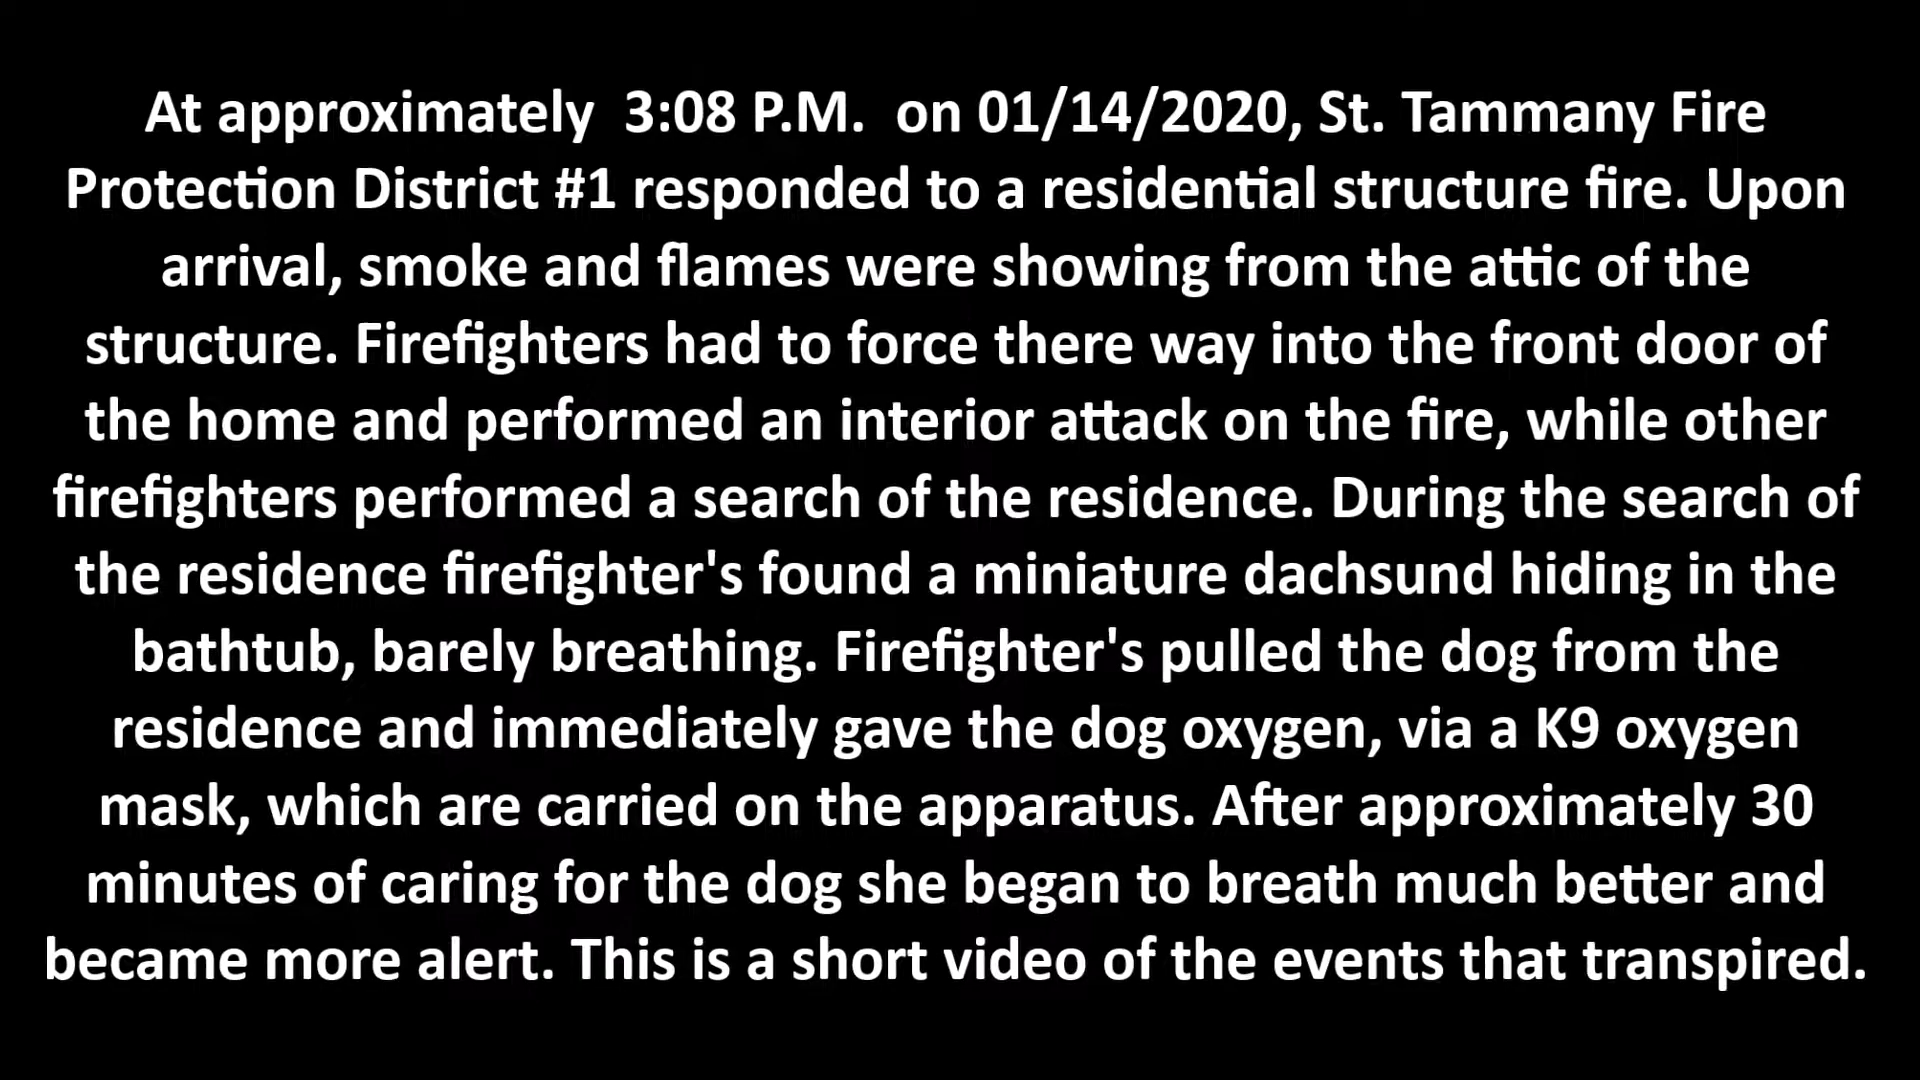 At approximately  3:08 P.M.  on 01/14/2020, St. Tammany Fire
Protection District #1 responded to a residential structure fire. Upon
arrival, smoke and flames were showing from the attic of the
structure. Firefighters had to force there way into the front door of
the home and performed an interior attack on the fire, while other
firefighters performed a search of the residence. During the search of
the residence firefighter's found a miniature dachsund hiding in the
bathtub, barely breathing. Firefighter's pulled the dog from the
residence and immediately gave the dog oxygen, via a K9 oxygen
mask, which are carried on the apparatus. After approximately 30
minutes of caring for the dog she began to breath much better and
became more alert. This is a short video of the events that transpired.